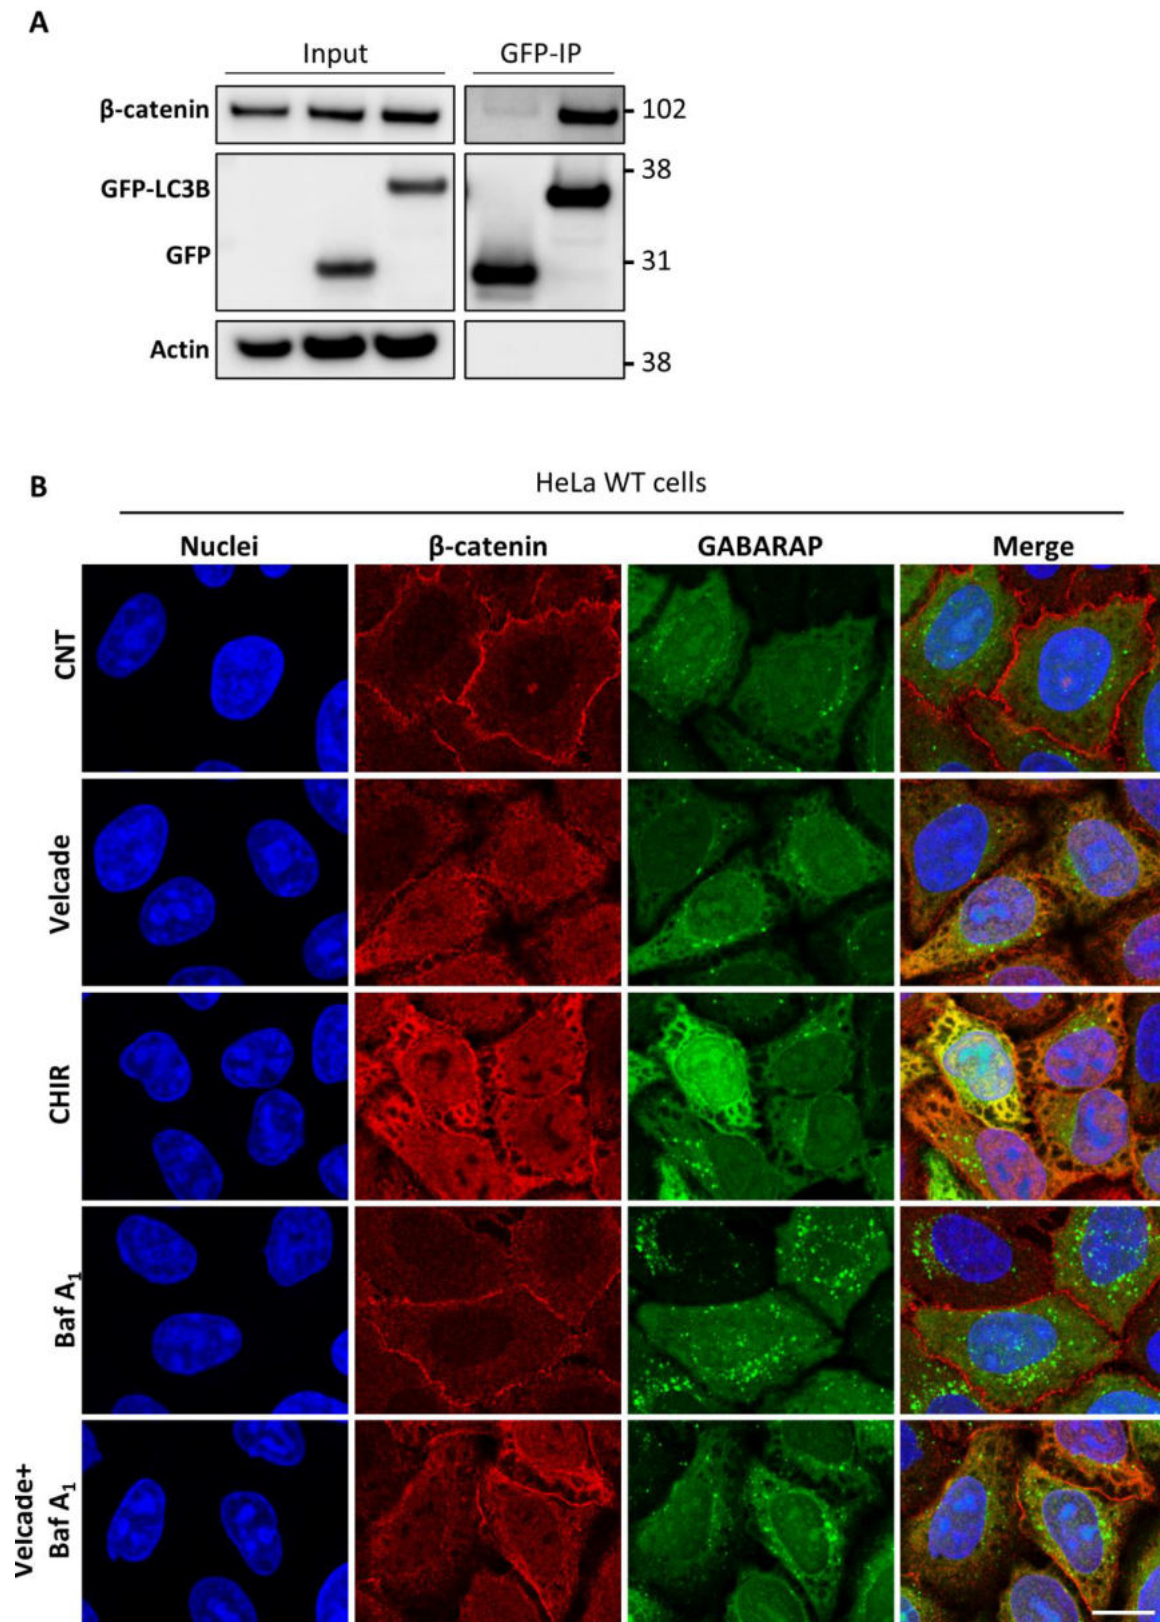 A
Input GFP-IP
β-catenin 102
38
GFP-LC3B
GFP 31
Actin
38
B HeLa WT cells
Nuclei β-catenin GABARAP Merge
CNT
Velcade
CHIR
Baf A₁
Velcade+
Baf A₁